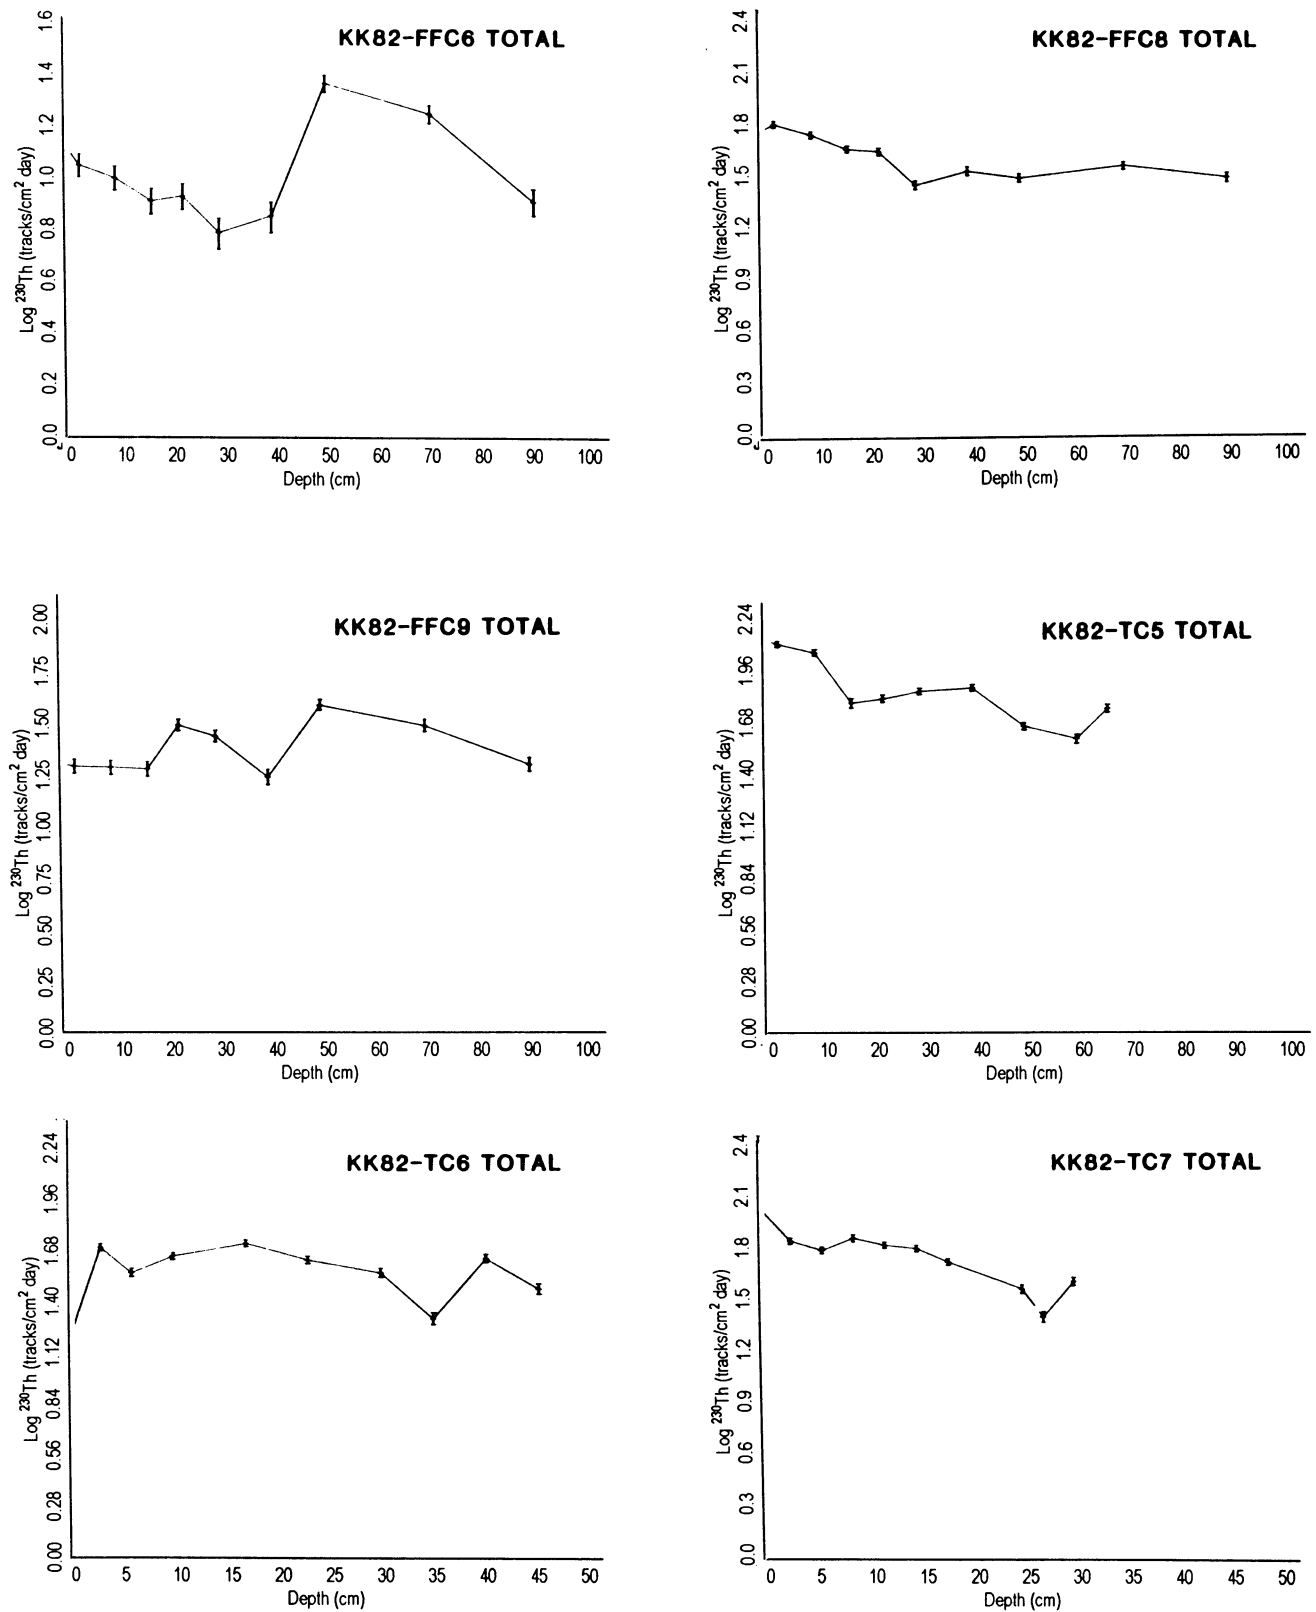 KK82-FFC6 TOTAL
Log ²³⁰Th (tracks/cm² day)
1.6
1.4
1.2
1.0
0.8
0.6
0.4
0.2
0.0
0 10 20 30 40 50 60 70 80 90 100
Depth (cm)
KK82-FFC8 TOTAL
Log ²³⁰Th (tracks/cm² day)
2.4
2.1
1.8
1.5
1.2
0.9
0.6
0.3
0.0
0 10 20 30 40 50 60 70 80 90 100
Depth (cm)
KK82-FFC9 TOTAL
Log ²³⁰Th (tracks/cm² day)
2.00
1.75
1.50
1.25
1.00
0.75
0.50
0.25
0.00
0 10 20 30 40 50 60 70 80 90 100
Depth (cm)
KK82-TC5 TOTAL
Log ²³⁰Th (tracks/cm² day)
2.24
1.96
1.68
1.40
1.12
0.84
0.56
0.28
0.00
0 10 20 30 40 50 60 70 80 90 100
Depth (cm)
KK82-TC6 TOTAL
Log ²³⁰Th (tracks/cm² day)
2.24
1.96
1.68
1.40
1.12
0.84
0.56
0.28
0.00
0 5 10 15 20 25 30 35 40 45 50
Depth (cm)
KK82-TC7 TOTAL
Log ²³⁰Th (tracks/cm² day)
2.4
2.1
1.8
1.5
1.2
0.9
0.6
0.3
0.0
0 5 10 15 20 25 30 40 40 45 50
Depth (cm)